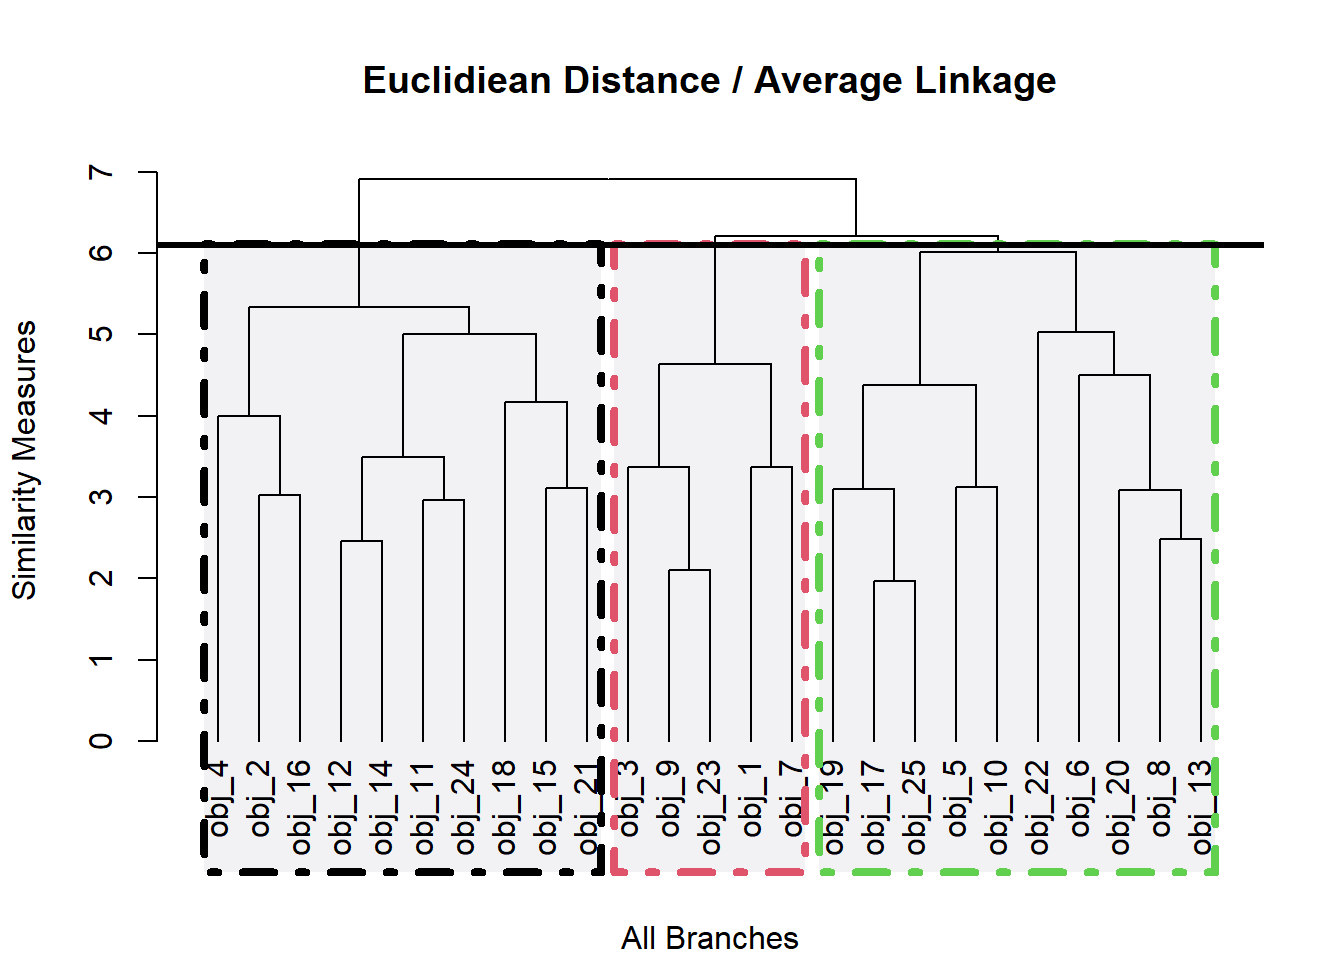 Euclidiean Distance / Average Linkage
Similarity Measures
7
6
5
4
3
2
1
0
obj_4
obj_2
obj_16
obj_12
obj_14
obj_11
obj_24
obj_18
obj_15
obj_21
obj_3
obj_9
obj_23
obj_1
obj_7
obj_19
obj_17
obj_25
obj_5
obj_10
obj_22
obj_6
obj_20
obj_8
obj_13
All Branches